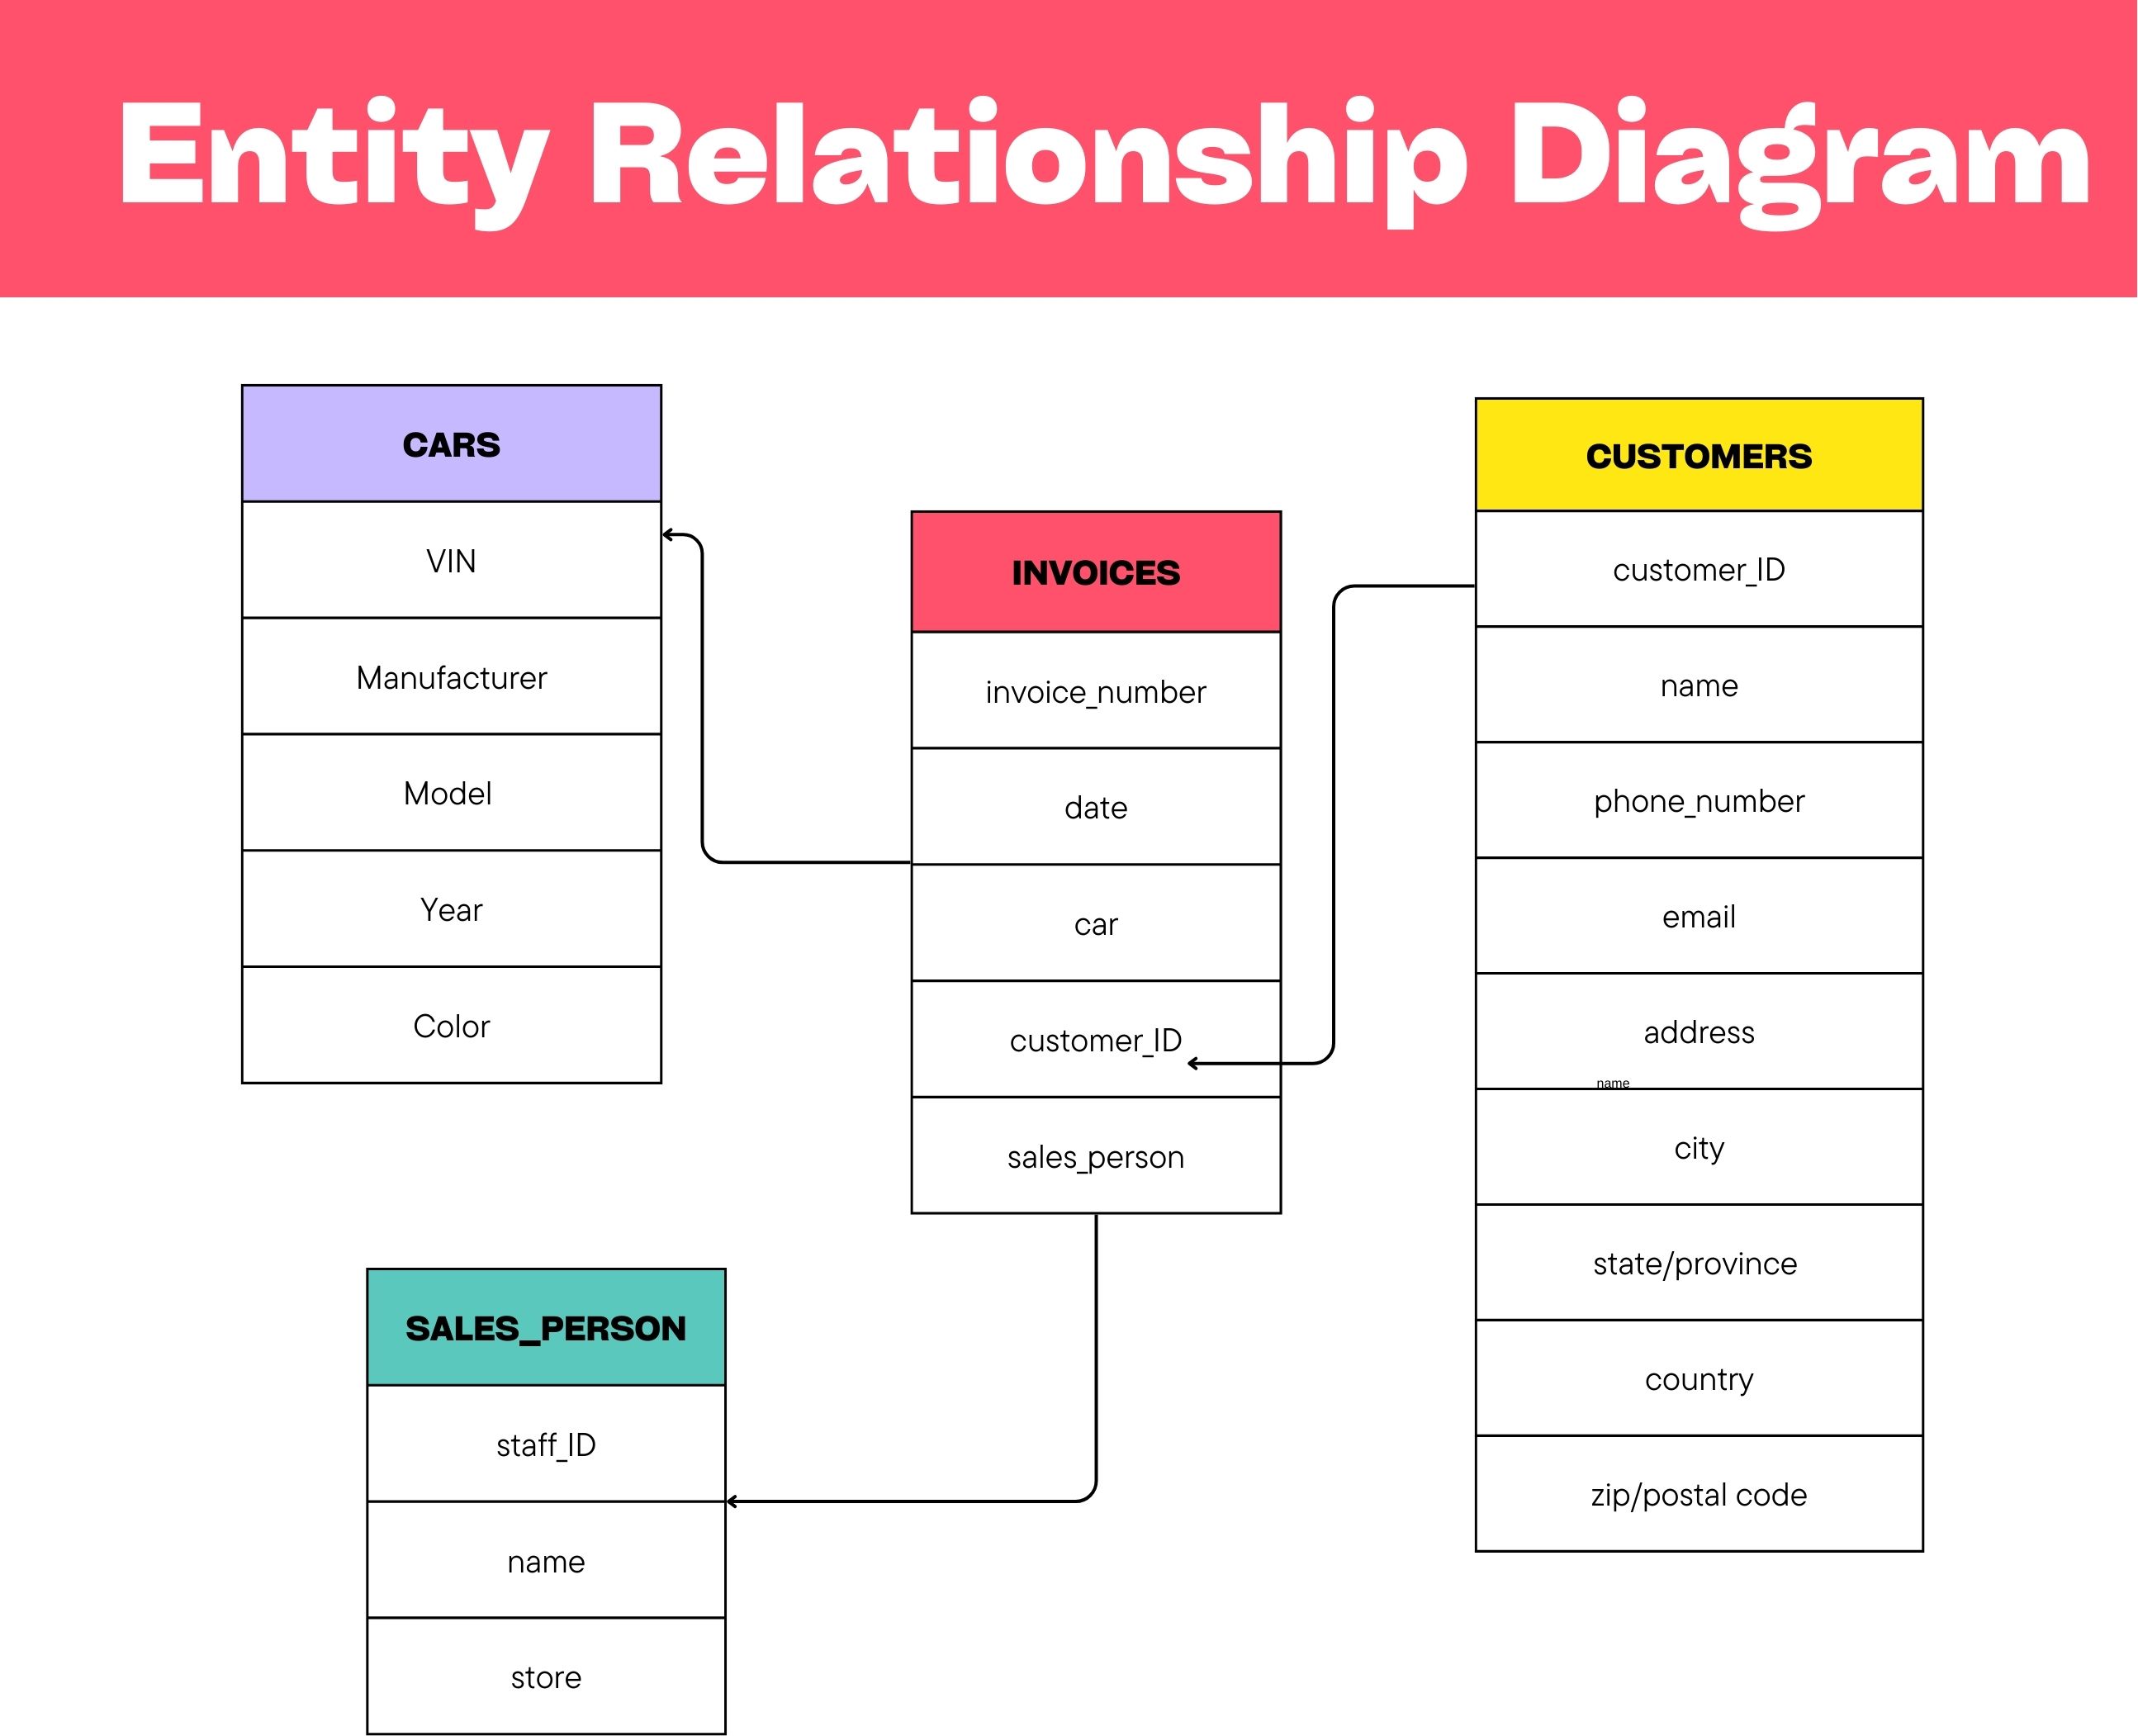 Entity Relationship Diagram
CARS
VIN
Manufacturer
Model
Year
Color
INVOICES
invoice_number
date
car
customer_ID
sales_person
CUSTOMERS
customer_ID
name
phone_number
email
address
name
city
state/province
country
zip/postal code
SALES_PERSON
staff_ID
name
store